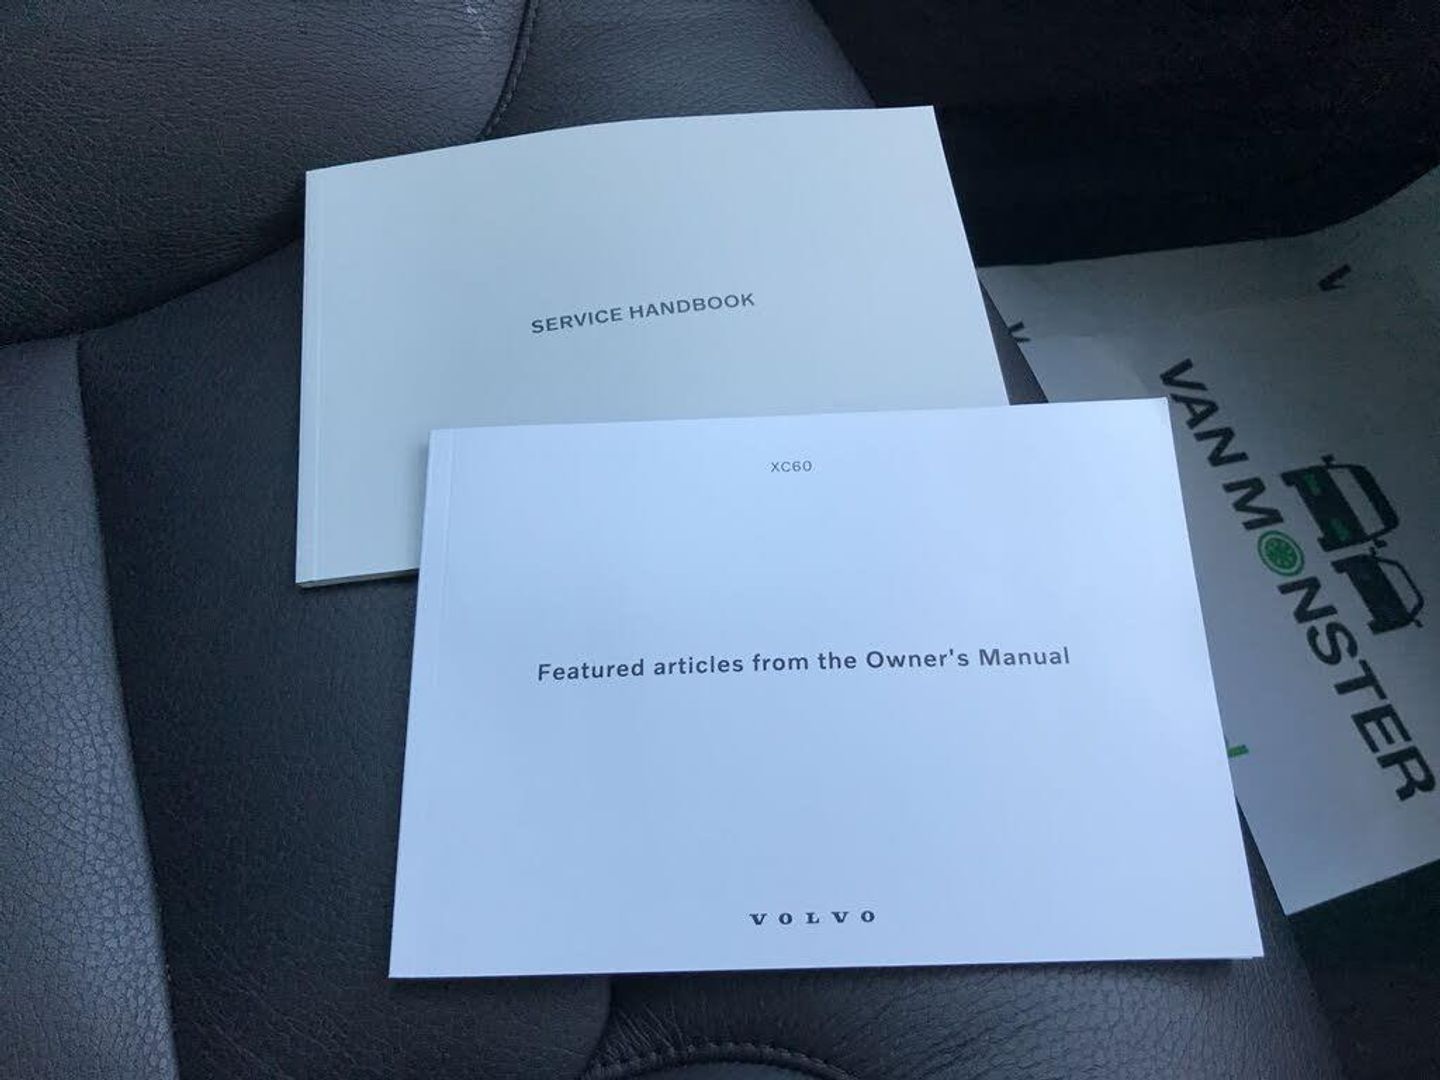 SERVICE HANDBOOK
XC60
Featured articles from the Owner's Manual
VOLVO
VAN MONSTER